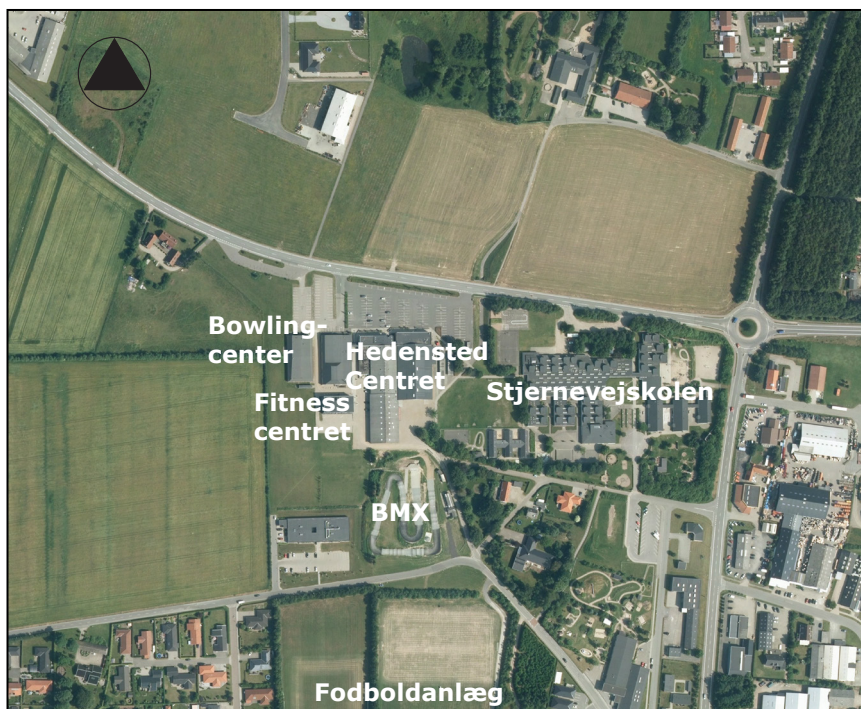 Bowling-
center
Hedensted
Centret
Stjernevejskolen
Fitness
centret
BMX
Fodboldanlæg